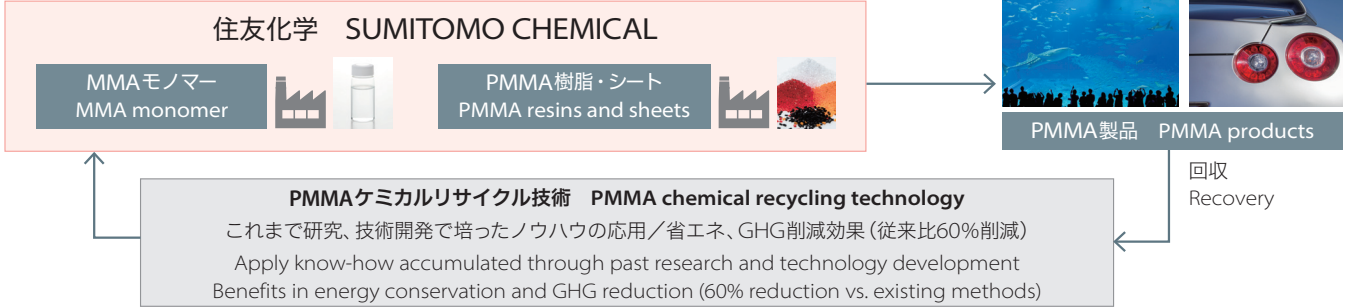 住友化学 SUMITOMO CHEMICAL
MMAモノマー
MMA monomer
PMMA樹脂・シート
PMMA resins and sheets
PMMA製品 PMMA products
回収
Recovery
PMMAケミカルリサイクル技術 PMMA chemical recycling technology
これまで研究、技術開発で培ったノウハウの応用／省エネ、GHG削減効果（従来比60%削減）
Apply know-how accumulated through past research and technology development
Benefits in energy conservation and GHG reduction (60% reduction vs. existing methods)